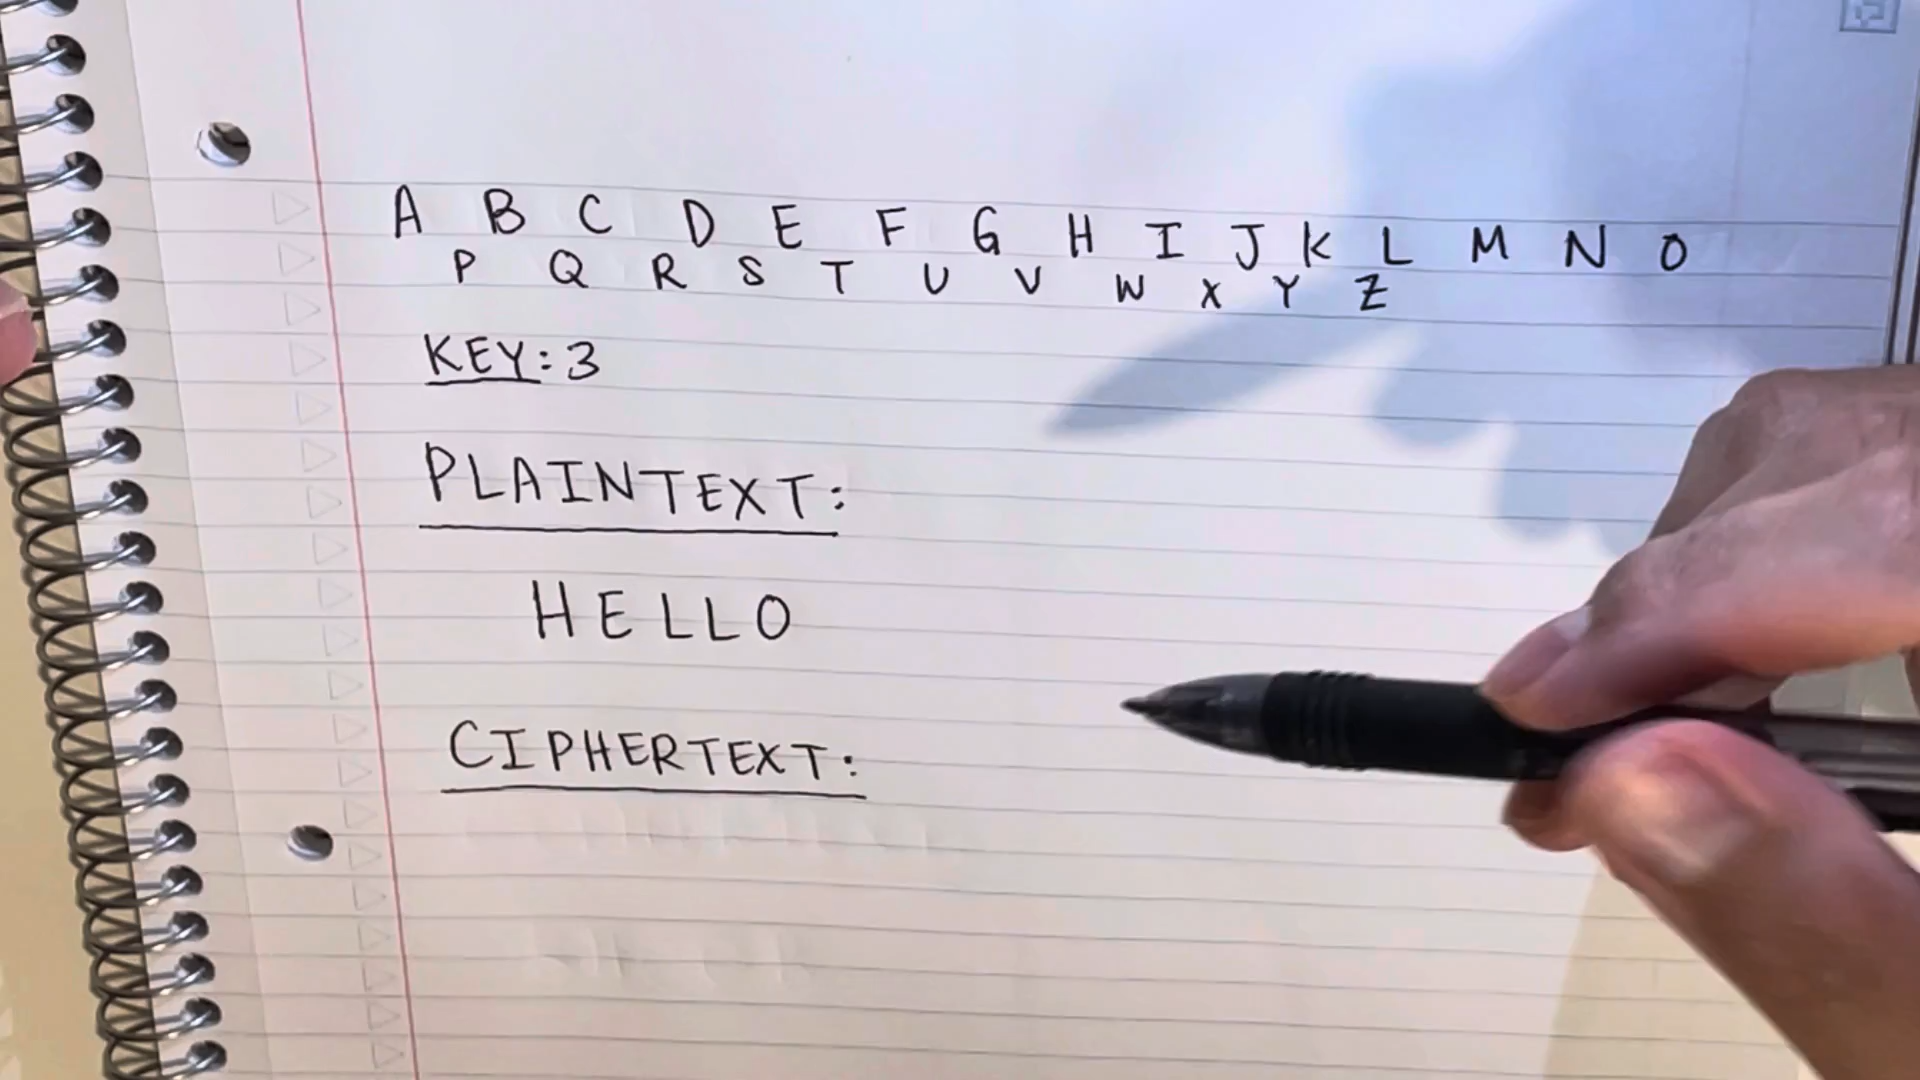 A B C D E F G H I J K L M N O
P Q R S T U V W X Y Z
KEY: 3
PLAINTEXT:
HELLO
CIPHERTEXT: